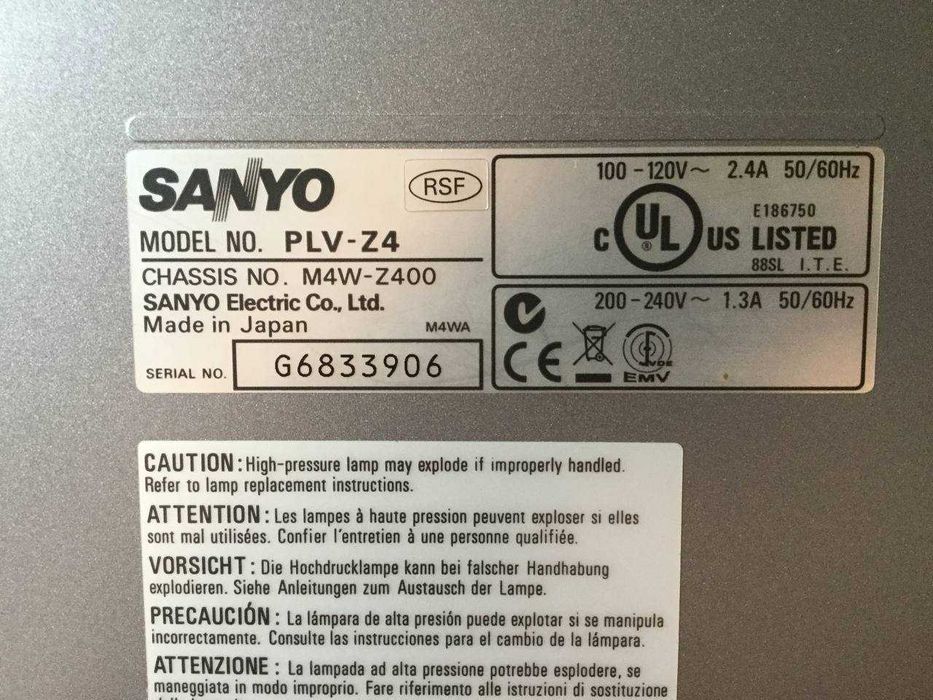 SANYO
RSF
MODEL NO. PLV-Z4
CHASSIS NO. M4W-Z400
SANYO Electric Co., Ltd.
Made in Japan M4WA
SERIAL NO. G6833906
100-120V~ 2.4A 50/60Hz
E186750
C UL US LISTED
®
88SL I.T.E.
200-240V~ 1.3A 50/60Hz
CE
VDE
EMV
CAUTION: High-pressure lamp may explode if improperly handled.
Refer to lamp replacement instructions.
ATTENTION: Les lampes à haute pression peuvent exploser si elles
sont mal utilisées. Confier l'entretien à une personne qualifiée.
VORSICHT: Die Hochdrucklampe kann bei falscher Handhabung
explodieren. Siehe Anleitungen zum Austausch der Lampe.
PRECAUCIÓN: La lámpara de alta presión puede explotar si se manipula
incorrectamente. Consulte las instrucciones para el cambio de la lámpara.
ATTENZIONE: La lampada ad alta pressione potrebbe esplodere, se
maneggiata in modo improprio. Fare riferimento alle istruzioni di sostituzione